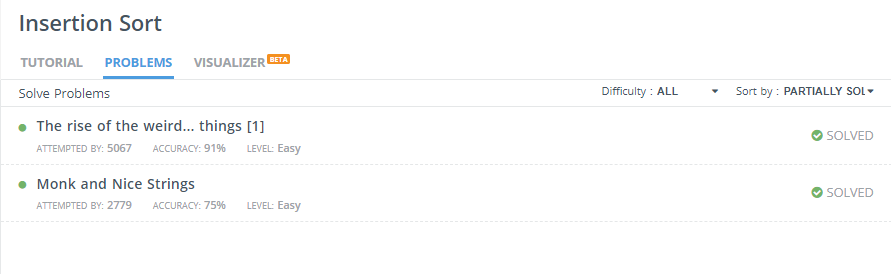 Insertion Sort
TUTORIAL PROBLEMS VISUALIZER BETA
Solve Problems Difficulty : ALL Sort by : PARTIALLY SOL
The rise of the weird... things [1]
ATTEMPTED BY: 5067 ACCURACY: 91% LEVEL: Easy
SOLVED
Monk and Nice Strings
ATTEMPTED BY: 2779 ACCURACY: 75% LEVEL: Easy
SOLVED